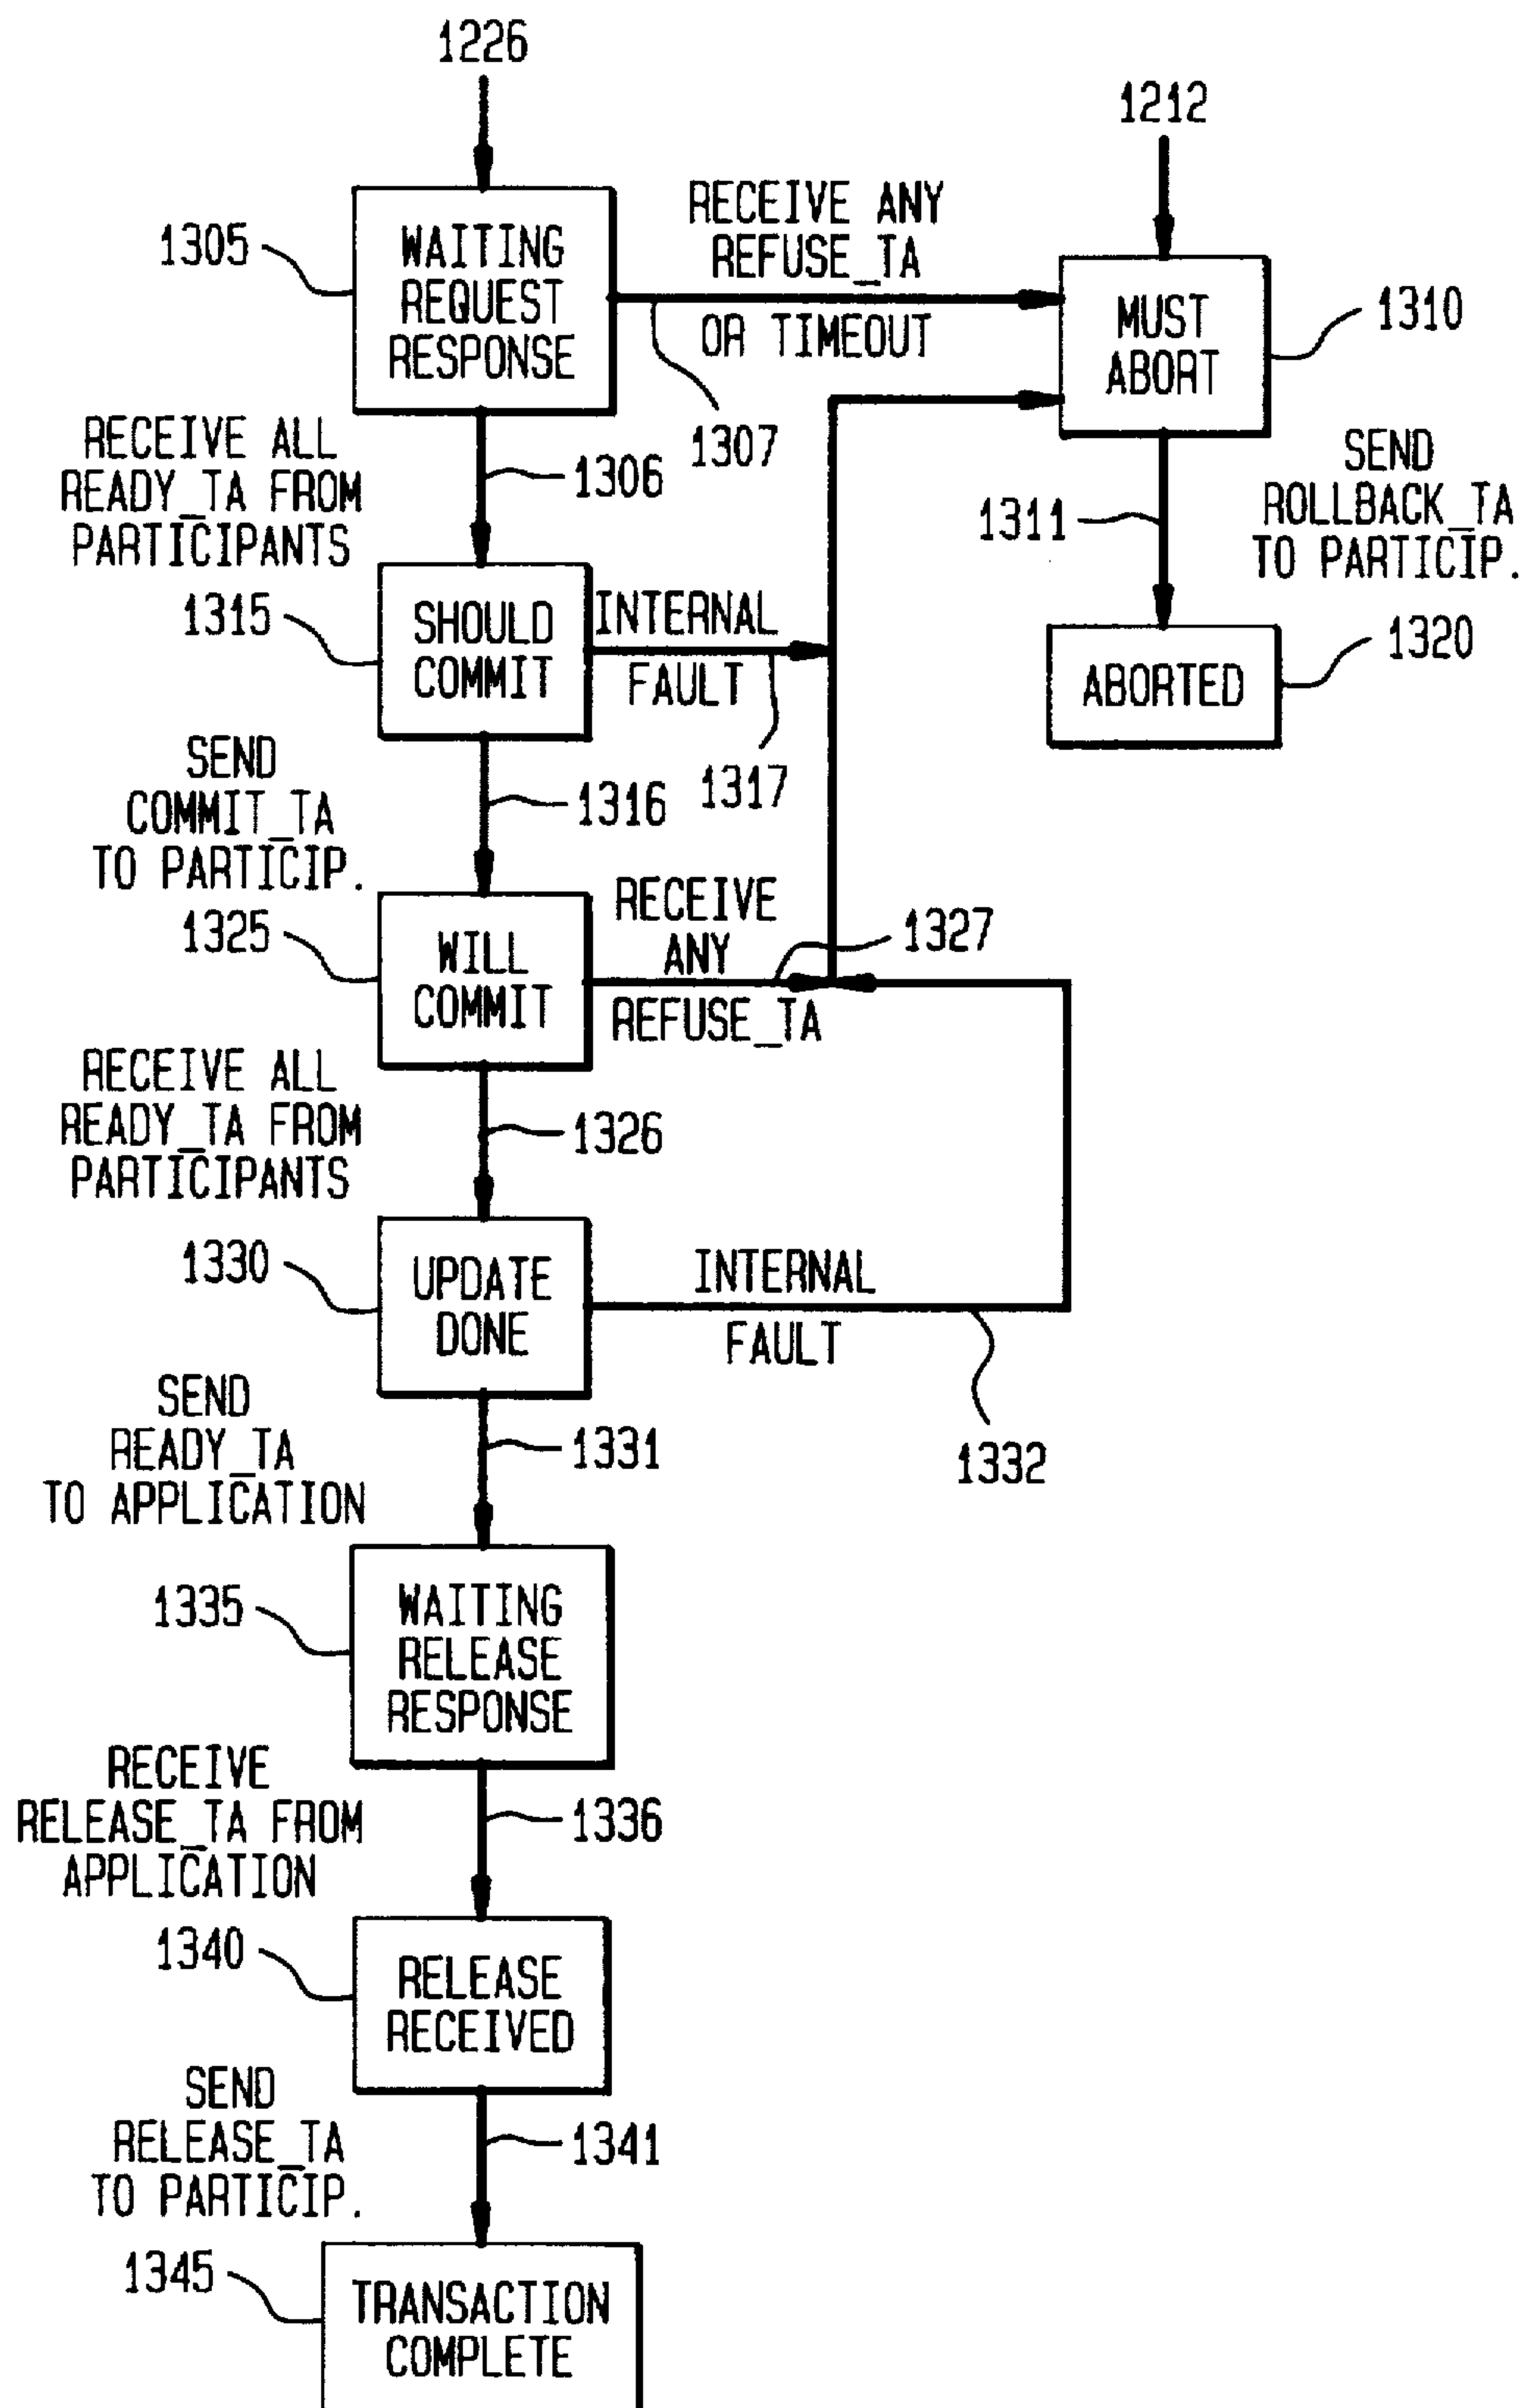 1226
1212
1305
WAITING
REQUEST
RESPONSE
RECEIVE ANY
REFUSE_TA
OR TIMEOUT
1307
MUST
ABORT
1310
RECEIVE ALL
READY_TA FROM
PARTICIPANTS
1306
1311
SEND
ROLLBACK_TA
TO PARTICIP.
1315
SHOULD
COMMIT
INTERNAL
FAULT
1317
ABORTED
1320
SEND
COMMIT_TA
TO PARTICIP.
1316
1325
WILL
COMMIT
RECEIVE
ANY
REFUSE_TA
1327
RECEIVE ALL
READY_TA FROM
PARTICIPANTS
1326
1330
UPDATE
DONE
INTERNAL
FAULT
1332
SEND
READY_TA
TO APPLICATION
1331
1335
WAITING
RELEASE
RESPONSE
RECEIVE
RELEASE_TA FROM
APPLICATION
1336
1340
RELEASE
RECEIVED
SEND
RELEASE_TA
TO PARTICIP.
1341
1345
TRANSACTION
COMPLETE